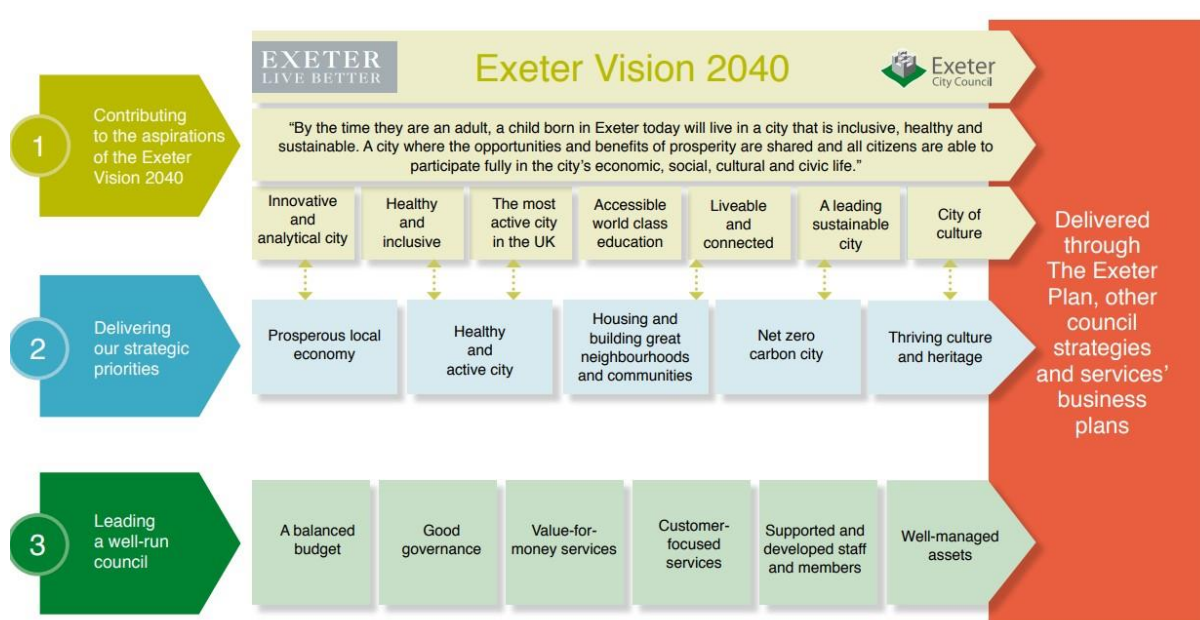 EXETER
LIVE BETTER
Exeter Vision 2040
Exeter
City Council
1
Contributing
to the aspirations
of the Exeter
Vision 2040
“By the time they are an adult, a child born in Exeter today will live in a city that is inclusive, healthy and
sustainable. A city where the opportunities and benefits of prosperity are shared and all citizens are able to
participate fully in the city’s economic, social, cultural and civic life.”
Innovative
and
analytical city
Healthy
and
inclusive
The most
active city
in the UK
Accessible
world class
education
Liveable
and
connected
A leading
sustainable
city
City of
culture
2
Delivering
our strategic
priorities
Prosperous local
economy
Healthy
and
active city
Housing and
building great
neighbourhoods
and communities
Net zero
carbon city
Thriving culture
and heritage
3
Leading
a well-run
council
A balanced
budget
Good
governance
Value-for-
money services
Customer-
focused
services
Supported and
developed staff
and members
Well-managed
assets
Delivered
through
The Exeter
Plan, other
council
strategies
and services’
business
plans